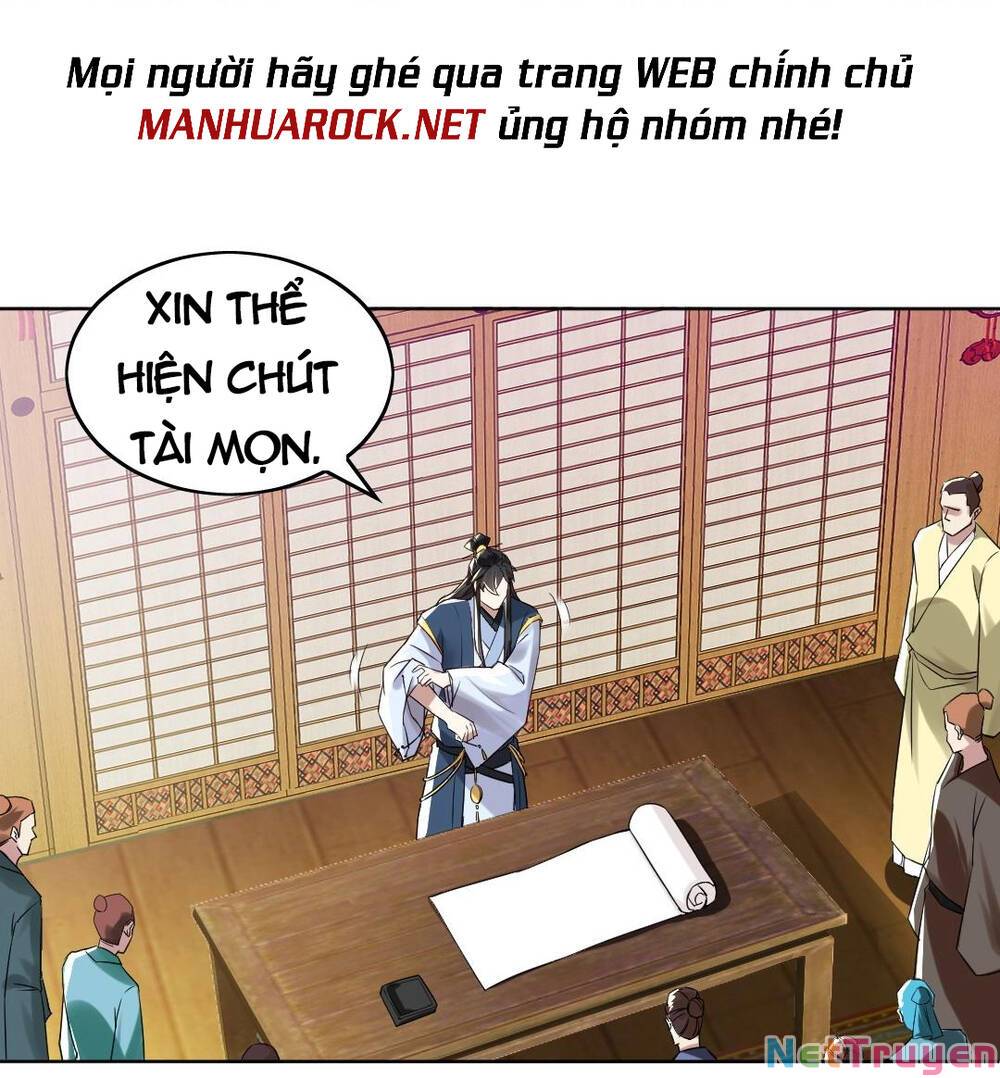 Mọi người hãy ghé qua trang WEB chính chủ
MANHUAROCK.NET ủng hộ nhóm nhé!
XIN THỂ
HIỆN CHÚT
TÀI MỌN.
NetTruyen